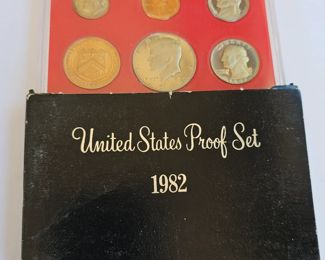 United States Proof Set
1982